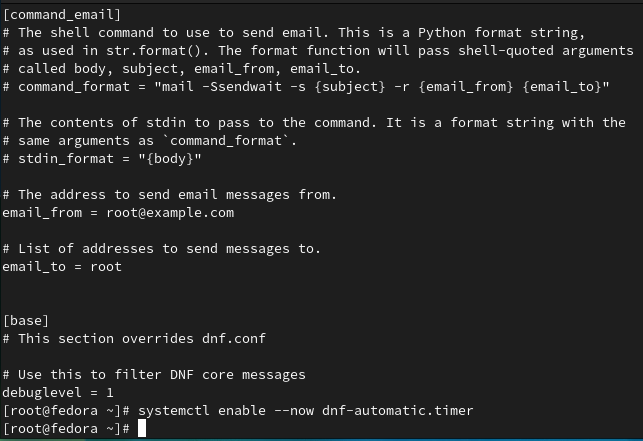 [command_email]
# The shell command to use to send email. This is a Python format string,
# as used in str.format(). The format function will pass shell-quoted arguments
# called body, subject, email_from, email_to.
# command_format = "mail -Ssendwait -s {subject} -r {email_from} {email_to}"
# The contents of stdin to pass to the command. It is a format string with the
# same arguments as `command_format`.
# stdin_format = "{body}"
# The address to send email messages from.
email_from = root@example.com
# List of addresses to send messages to.
email_to = root
[base]
# This section overrides dnf.conf
# Use this to filter DNF core messages
debuglevel = 1
[root@fedora ~]# systemctl enable --now dnf-automatic.timer
[root@fedora ~]#